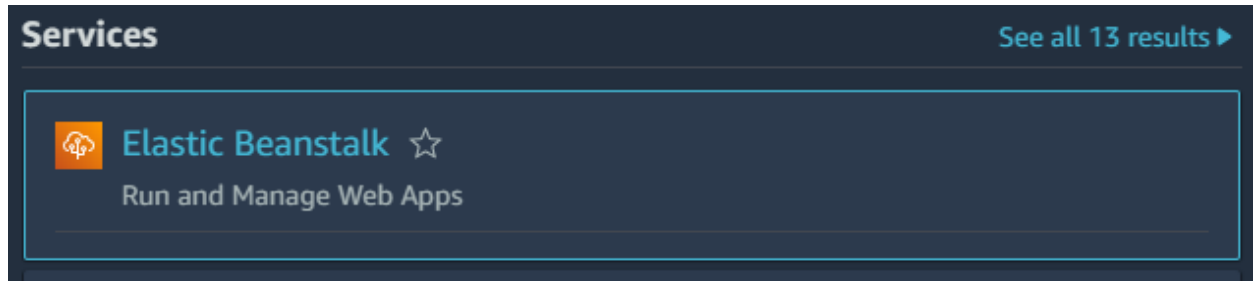 Services
See all 13 results
Elastic Beanstalk
Run and Manage Web Apps